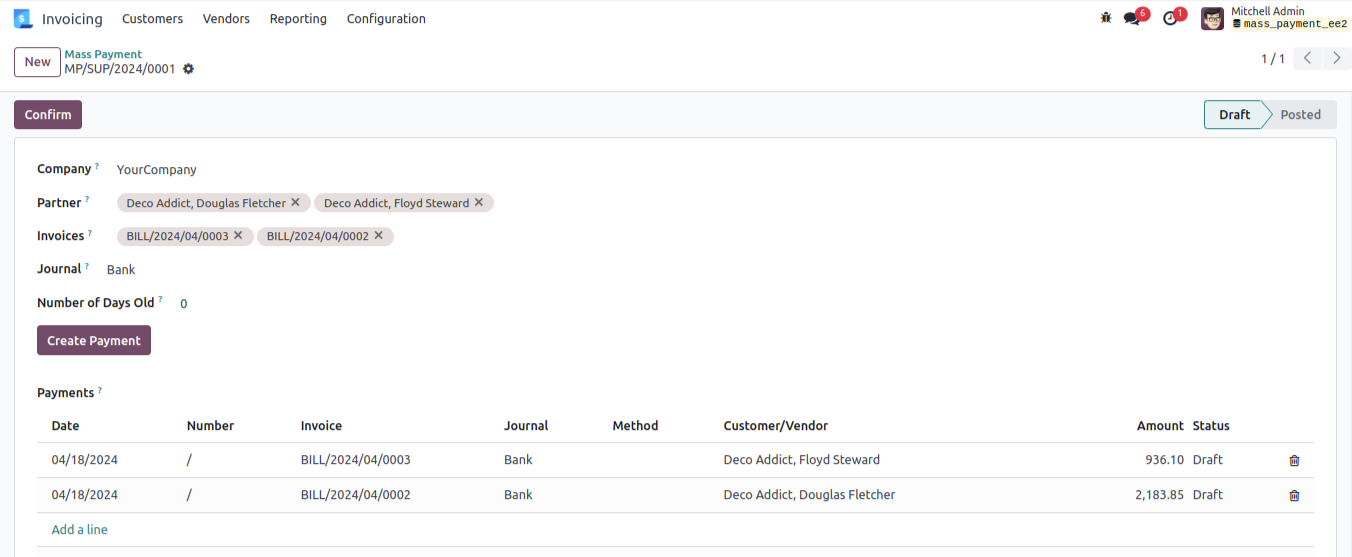 Invoicing Customers Vendors Reporting Configuration 6 1 Mitchell Admin
mass_payment_ee2
New Mass Payment
MP/SUP/2024/0001 1 / 1
Confirm Draft Posted
Company ? YourCompany
Partner ? Deco Addict, Douglas Fletcher Deco Addict, Floyd Steward
Invoices ? BILL/2024/04/0003 BILL/2024/04/0002
Journal ? Bank
Number of Days Old ? 0
Create Payment
Payments ?
Date Number Invoice Journal Method Customer/Vendor Amount Status
04/18/2024 / BILL/2024/04/0003 Bank Deco Addict, Floyd Steward 936.10 Draft
04/18/2024 / BILL/2024/04/0002 Bank Deco Addict, Douglas Fletcher 2,183.85 Draft
Add a line